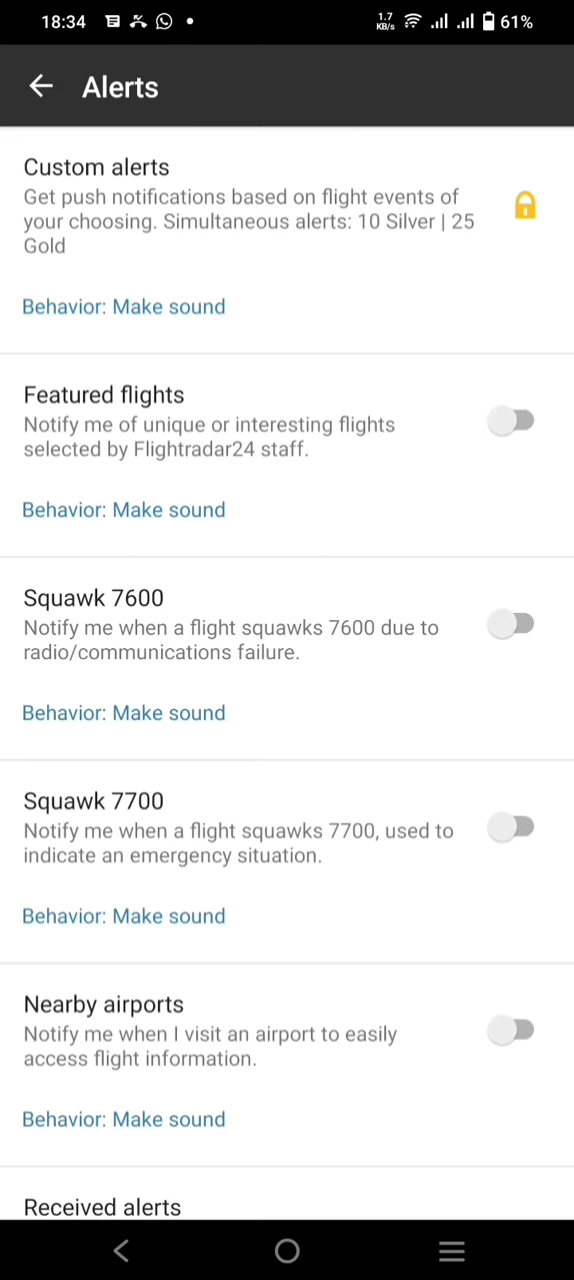 18:34
1.7
KB/s
61%
Alerts
Custom alerts
Get push notifications based on flight events of
your choosing. Simultaneous alerts: 10 Silver | 25
Gold
Behavior: Make sound
Featured flights
Notify me of unique or interesting flights
selected by Flightradar24 staff.
Behavior: Make sound
Squawk 7600
Notify me when a flight squawks 7600 due to
radio/communications failure.
Behavior: Make sound
Squawk 7700
Notify me when a flight squawks 7700, used to
indicate an emergency situation.
Behavior: Make sound
Nearby airports
Notify me when I visit an airport to easily
access flight information.
Behavior: Make sound
Received alerts